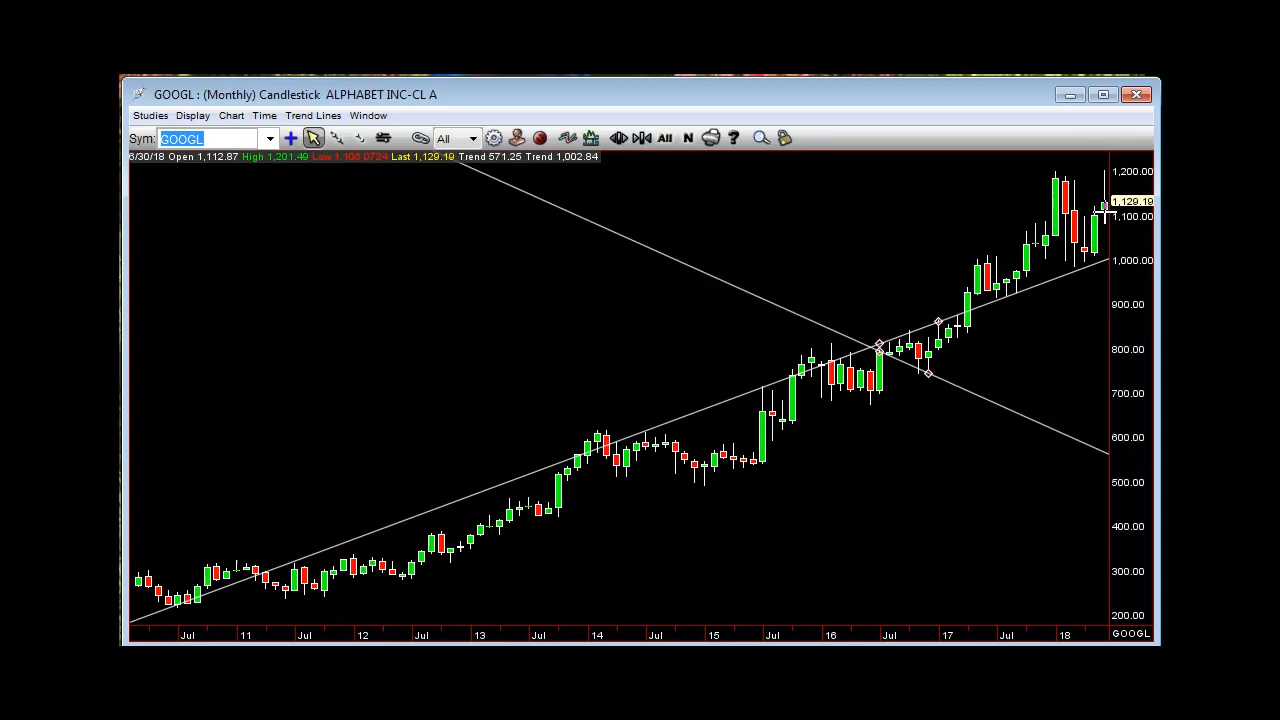 GOOGL : (Monthly) Candlestick ALPHABET INC-CL A
Studies Display Chart Time Trend Lines Window
Sym: GOOGL All All N ?
6/30/18 Open 1,112.87 High 1,201.49 Low 1,106.0724 Last 1,129.19 Trend 571.25 Trend 1,002.84
1,200.00
1,129.19
1,100.00
1,000.00
900.00
800.00
700.00
600.00
500.00
400.00
300.00
200.00
Jul 11 Jul 12 Jul 13 Jul 14 Jul 15 Jul 16 Jul 17 Jul 18 GOOGL